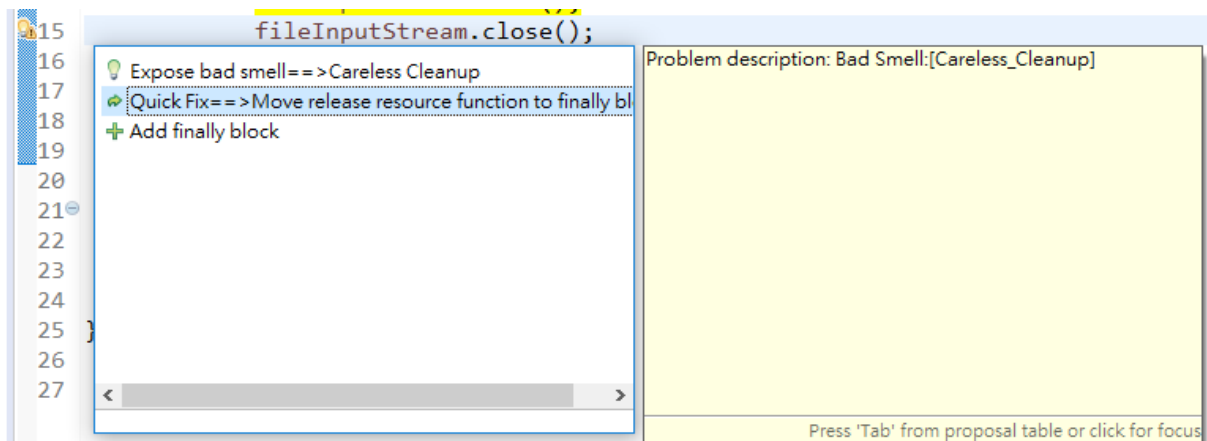 15 fileInputStream.close();
16
17
18
19
20
21
22
23
24
25 }
26
27
Expose bad smell==>Careless Cleanup
Quick Fix==>Move release resource function to finally bl
Add finally block
Problem description: Bad Smell:[Careless_Cleanup]
Press 'Tab' from proposal table or click for focus